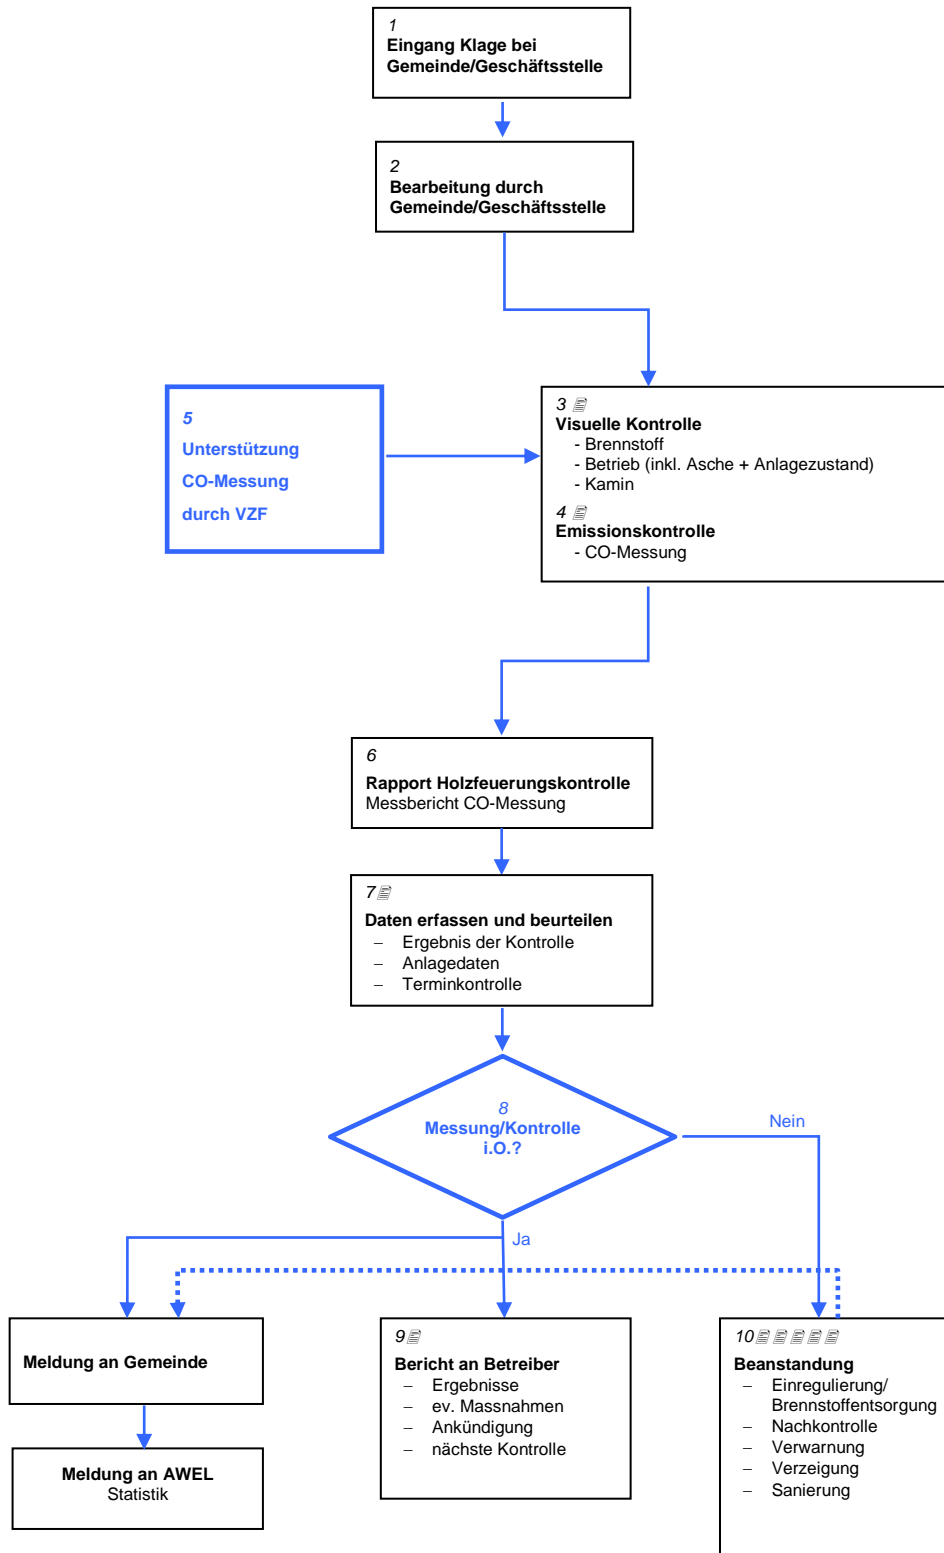 1
Eingang Klage bei
Gemeinde/Geschäftsstelle
2
Bearbeitung durch
Gemeinde/Geschäftsstelle
5
Unterstützung
CO-Messung
durch VZF
3
Visuelle Kontrolle
- Brennstoff
- Betrieb (inkl. Asche + Anlagezustand)
- Kamin
4
Emissionskontrolle
- CO-Messung
6
Rapport Holzfeuerungskontrolle
Messbericht CO-Messung
7
Daten erfassen und beurteilen
– Ergebnis der Kontrolle
– Anlagedaten
– Terminkontrolle
8
Messung/Kontrolle
i.O.?
Nein
Ja
Meldung an Gemeinde
Meldung an AWEL
Statistik
9
Bericht an Betreiber
– Ergebnisse
– ev. Massnahmen
– Ankündigung
– nächste Kontrolle
10
Beanstandung
– Einregulierung/
Brennstoffentsorgung
– Nachkontrolle
– Verwarnung
– Verzeigung
– Sanierung